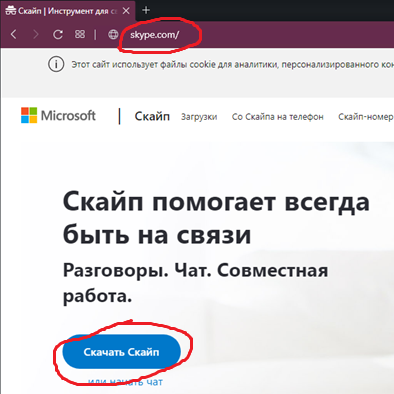 Скайп | Инструмент для св
skype.com/
Этот сайт использует файлы cookie для аналитики, персонализированного кон
Microsoft | Скайп Загрузки Со Скайпа на телефон Скайп-номер
Скайп помогает всегда
быть на связи
Разговоры. Чат. Совместная
работа.
Скачать Скайп
или начать чат